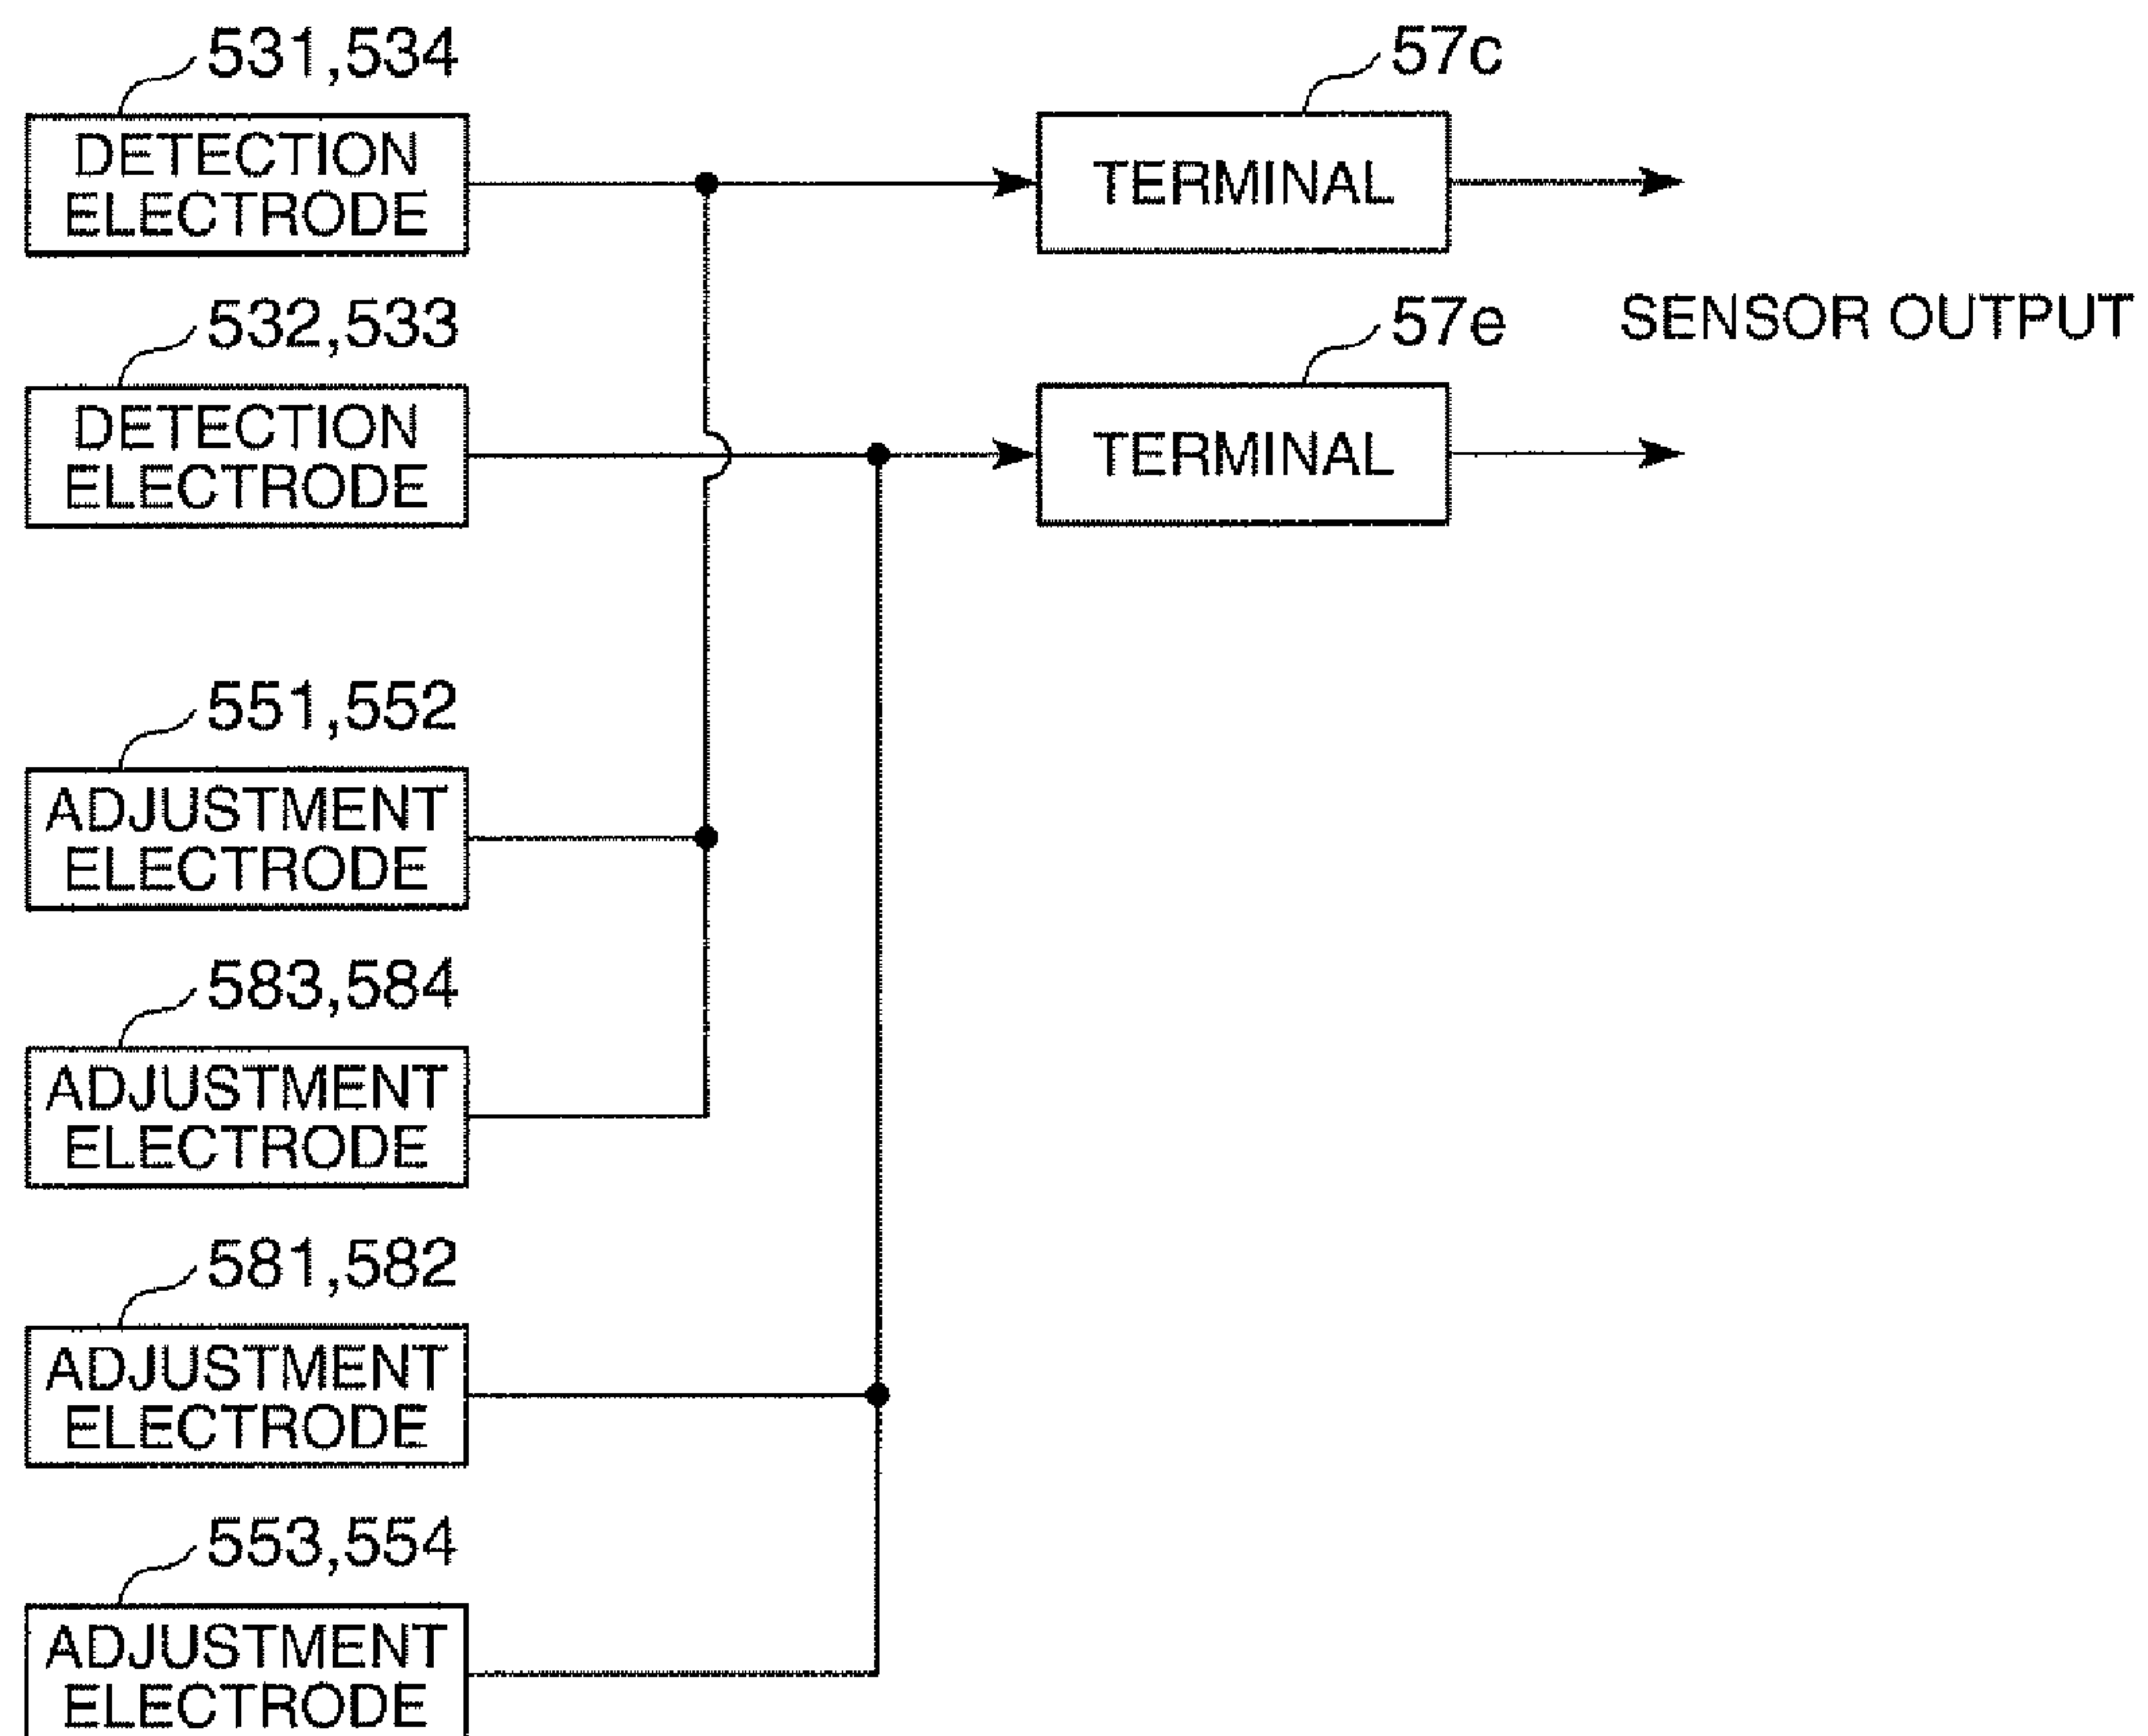 531,534
DETECTION
ELECTRODE
57c
TERMINAL
532,533
DETECTION
ELECTRODE
57e
TERMINAL
SENSOR OUTPUT
551,552
ADJUSTMENT
ELECTRODE
583,584
ADJUSTMENT
ELECTRODE
581,582
ADJUSTMENT
ELECTRODE
553,554
ADJUSTMENT
ELECTRODE